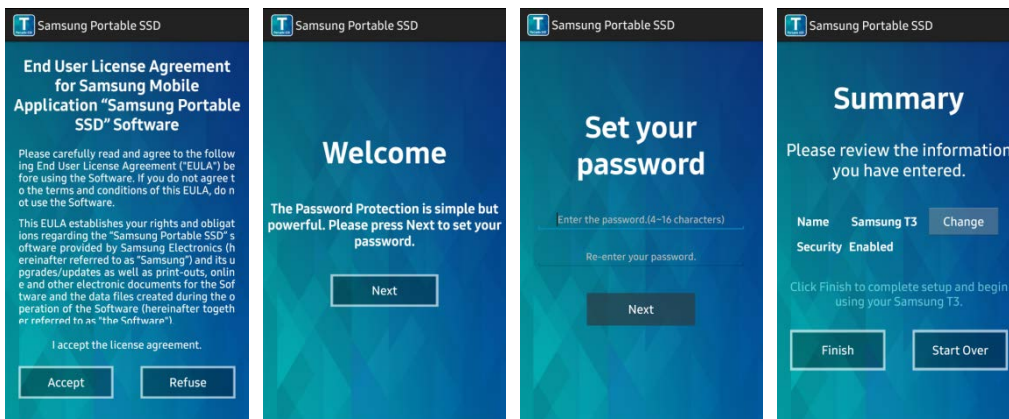 Samsung Portable SSD
End User License Agreement
for Samsung Mobile
Application “Samsung Portable
SSD” Software
Please carefully read and agree to the follow
ing End User License Agreement ("EULA") be
fore using the Software. If you do not agree t
o the terms and conditions of this EULA, do n
ot use the Software.
This EULA establishes your rights and obligat
ions regarding the "Samsung Portable SSD" s
oftware provided by Samsung Electronics (h
ereinafter referred to as "Samsung") and its u
pgrades/updates as well as print-outs, onlin
e and other electronic documents for the Sof
tware and the data files created during the o
peration of the Software (hereinafter togeth
er referred to as "the Software")
I accept the license agreement.
Accept
Refuse
Samsung Portable SSD
Welcome
The Password Protection is simple but
powerful. Please press Next to set your
password.
Next
Samsung Portable SSD
Set your
password
Enter the password.(4~16 characters)
Re-enter your password.
Next
Samsung Portable SSD
Summary
Please review the information
you have entered.
Name Samsung T3 Change
Security Enabled
Click Finish to complete setup and begin
using your Samsung T3.
Finish
Start Over